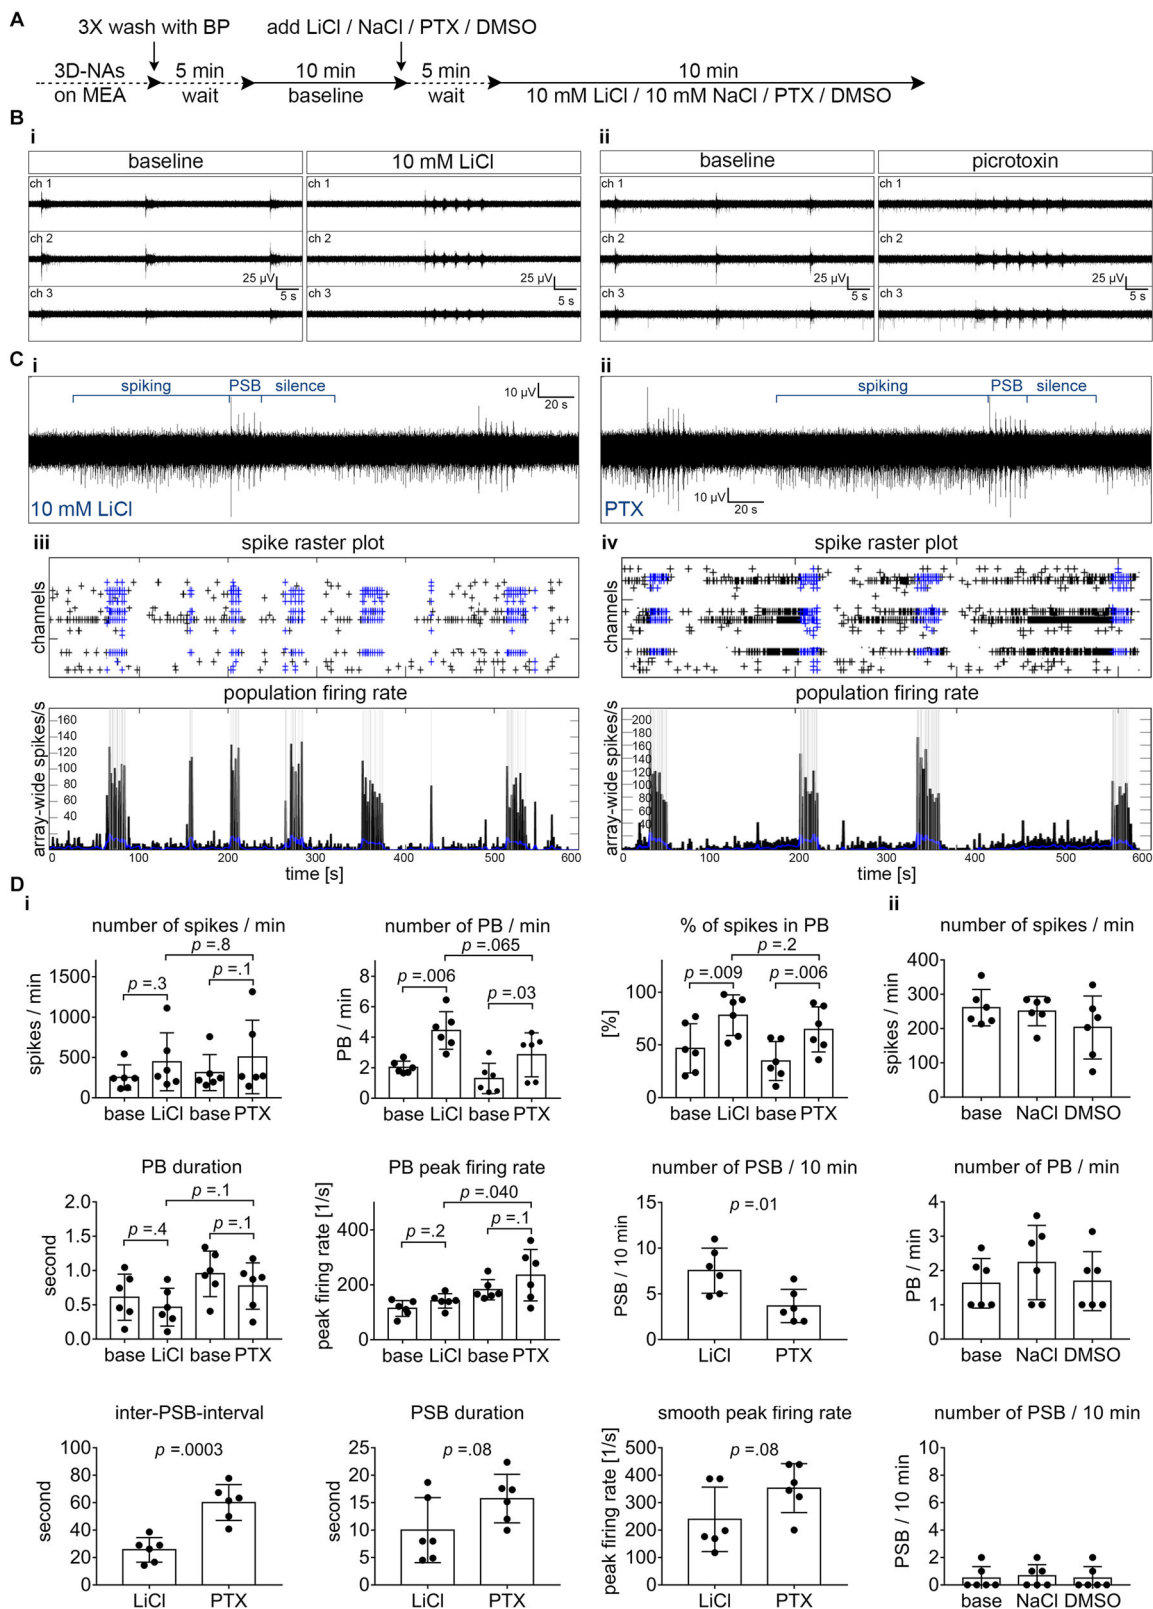 A
3X wash with BP
add LiCl / NaCl / PTX / DMSO
3D-NAs
on MEA
5 min
wait
10 min
baseline
5 min
wait
10 min
10 mM LiCl / 10 mM NaCl / PTX / DMSO
B
i
baseline
10 mM LiCl
ch 1
ch 2
25 µV
5 s
25 µV
5 s
ch 3
ii
baseline
picrotoxin
ch 1
ch 2
25 µV
5 s
25 µV
5 s
ch 3
C
i
spiking
PSB
silence
10 µV
20 s
10 mM LiCl
ii
spiking
PSB
silence
10 µV
20 s
PTX
iii
spike raster plot
channels
population firing rate
array-wide spikes/s
160
140
120
100
80
60
40
0 100 200 300 400 500 600
time [s]
iv
spike raster plot
channels
population firing rate
array-wide spikes/s
200
180
160
140
120
100
80
60
40
0 100 200 300 400 500 600
time [s]
D
i
number of spikes / min
p =.8
p =.3
p =.1
spikes / min
1500
1000
500
0
base LiCl base PTX
number of PB / min
p =.065
p =.006
p =.03
PB / min
8
6
4
2
0
base LiCl base PTX
% of spikes in PB
p =.2
p =.009
p =.006
[%]
100
50
0
base LiCl base PTX
ii
number of spikes / min
spikes / min
400
300
200
100
0
base NaCl DMSO
PB duration
p =.1
p =.4
p =.1
second
2.0
1.5
1.0
0.5
0.0
base LiCl base PTX
PB peak firing rate
p =.040
p =.2
p =.1
peak firing rate [1/s]
400
200
0
base LiCl base PTX
number of PSB / 10 min
p =.01
PSB / 10 min
15
10
5
0
LiCl PTX
number of PB / min
PB / min
4
3
2
1
0
base NaCl DMSO
inter-PSB-interval
p =.0003
second
100
80
60
40
20
0
LiCl PTX
PSB duration
p =.08
second
25
20
15
10
5
0
LiCl PTX
smooth peak firing rate
p =.08
peak firing rate [1/s]
500
400
300
200
100
0
LiCl PTX
number of PSB / 10 min
PSB / 10 min
10
8
6
4
2
0
base NaCl DMSO